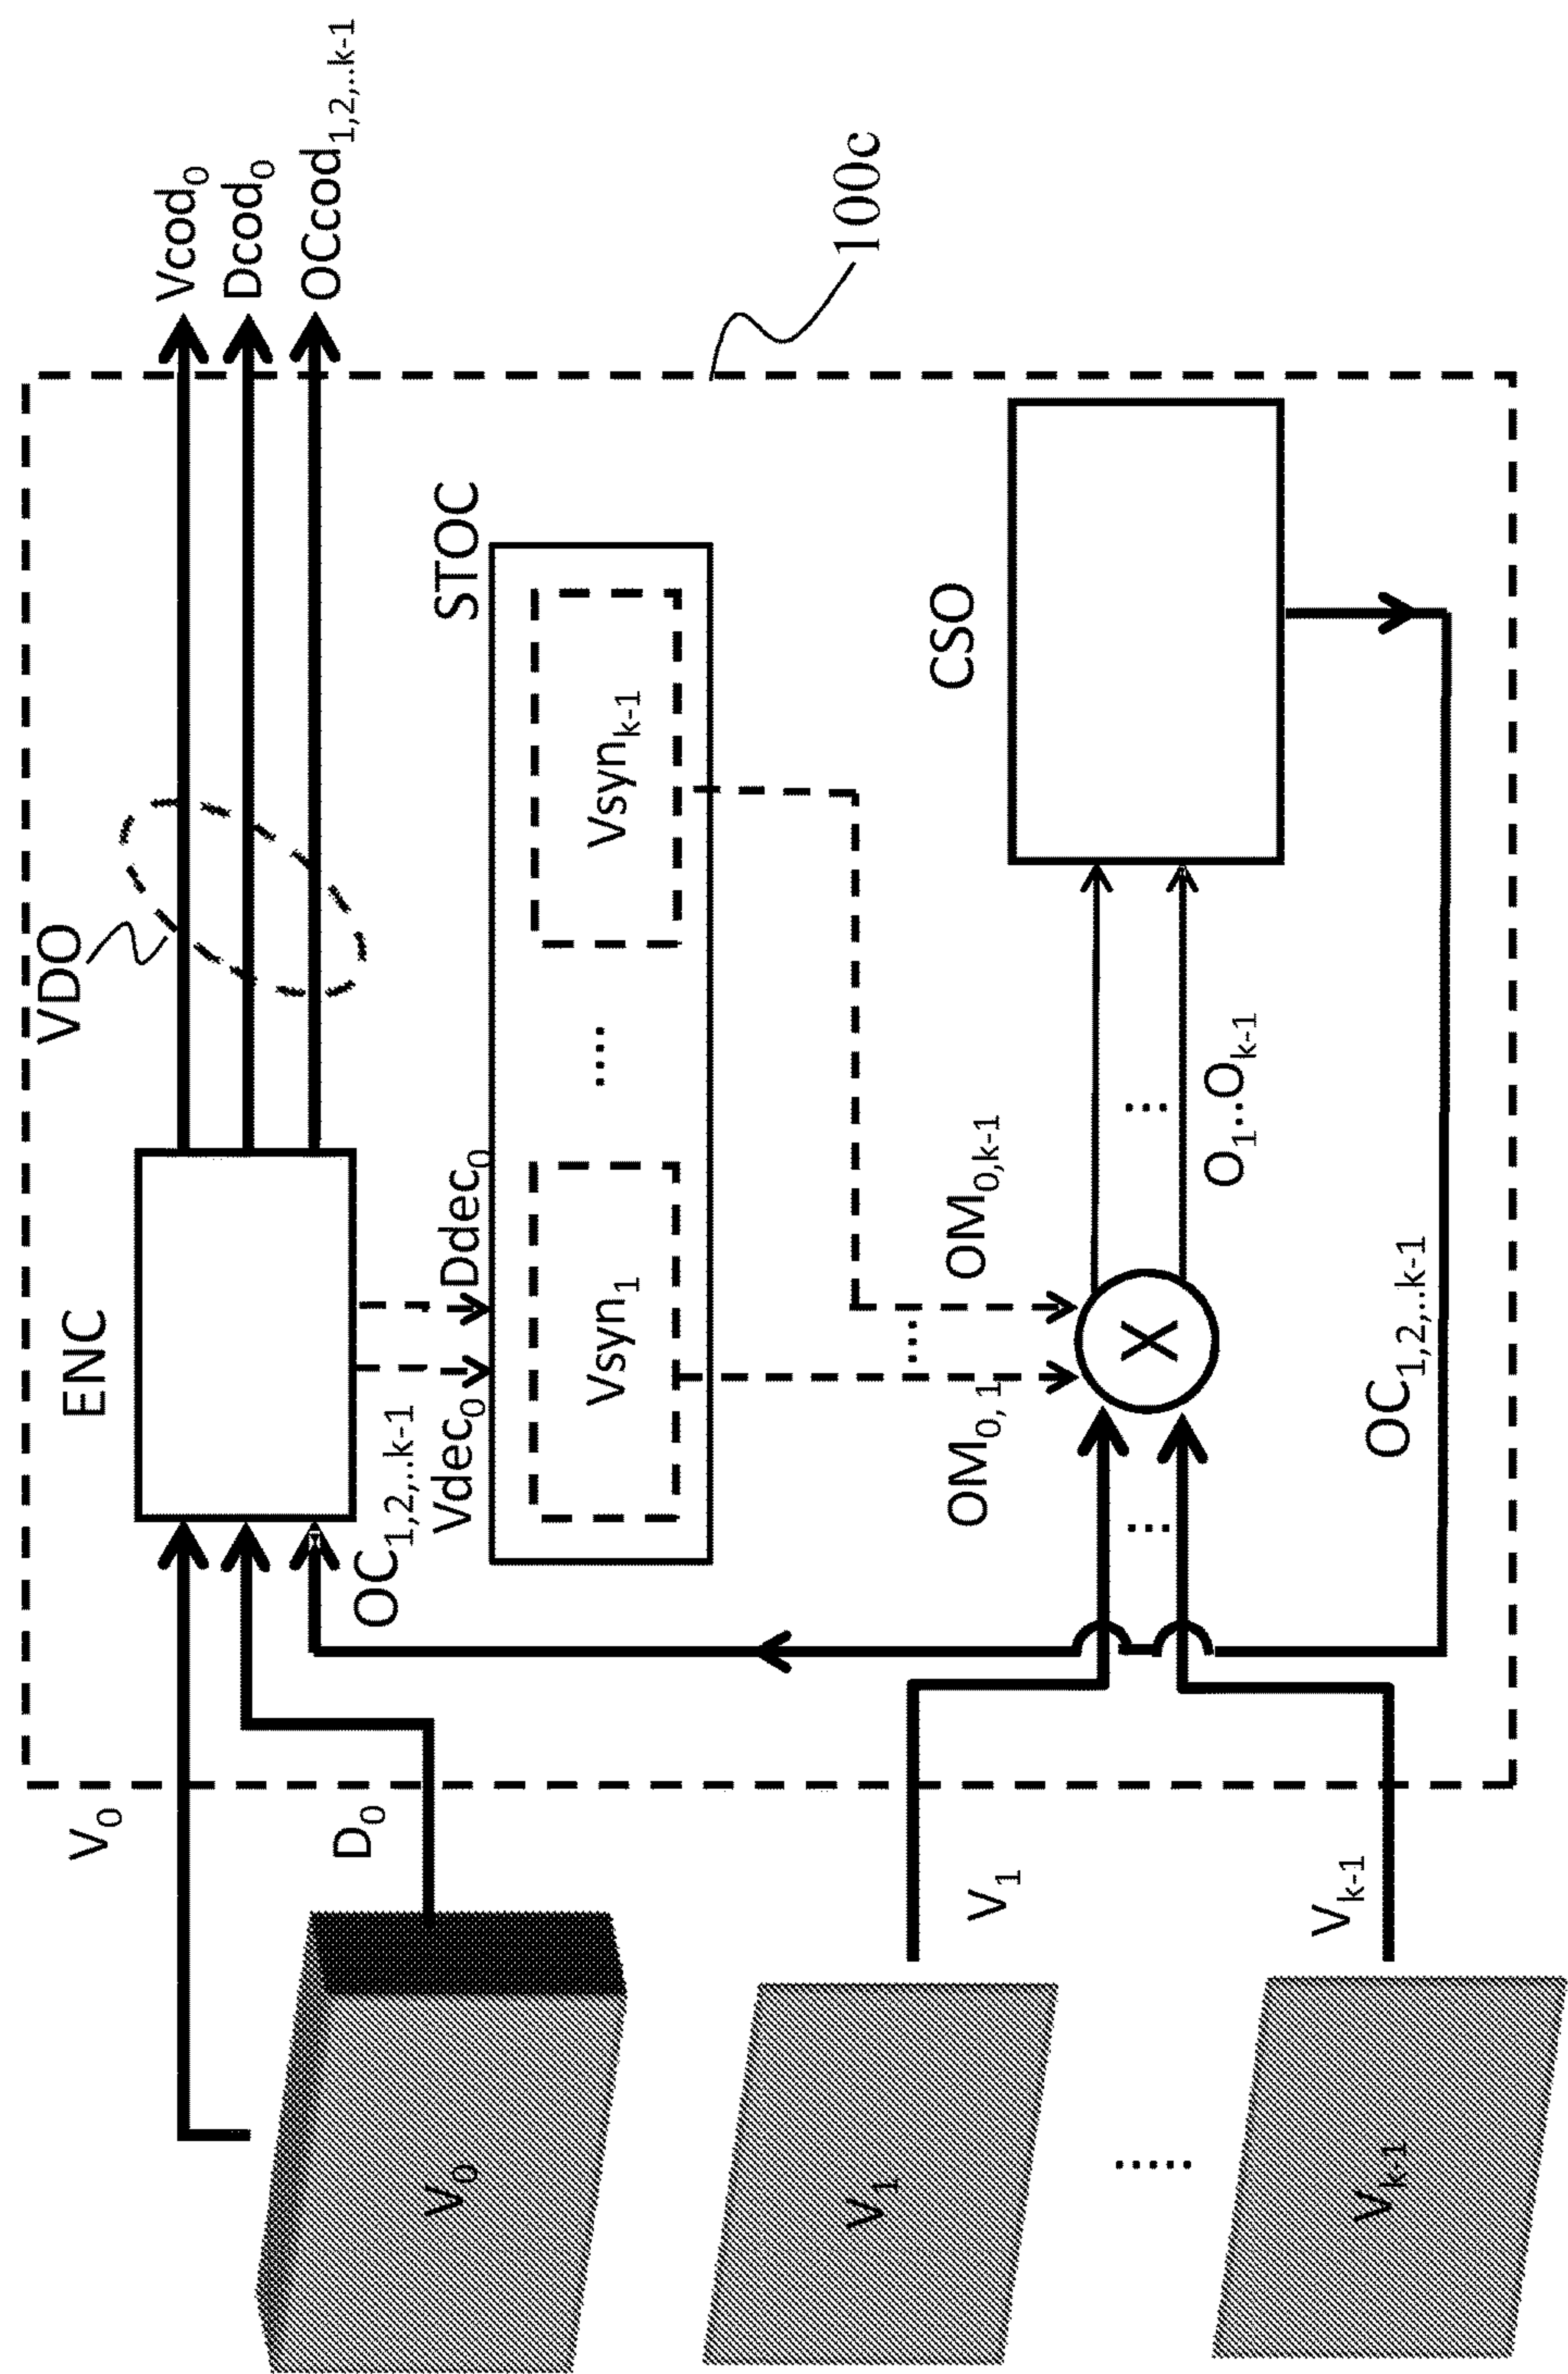 V₀
D₀
V₀
V₁
V₁
.....
Vₖ₋₁
Vₖ₋₁
ENC
VDO
Vcod₀
Dcod₀
OCcod₁,₂,..ₖ₋₁
OC₁,₂,..ₖ₋₁
Vdec₀
Ddec₀
STOC
Vsyn₁
....
Vsynₖ₋₁
OM₀,₁
....
OM₀,ₖ₋₁
...
X
...
O₁..Oₖ₋₁
CSO
OC₁,₂,..ₖ₋₁
100c